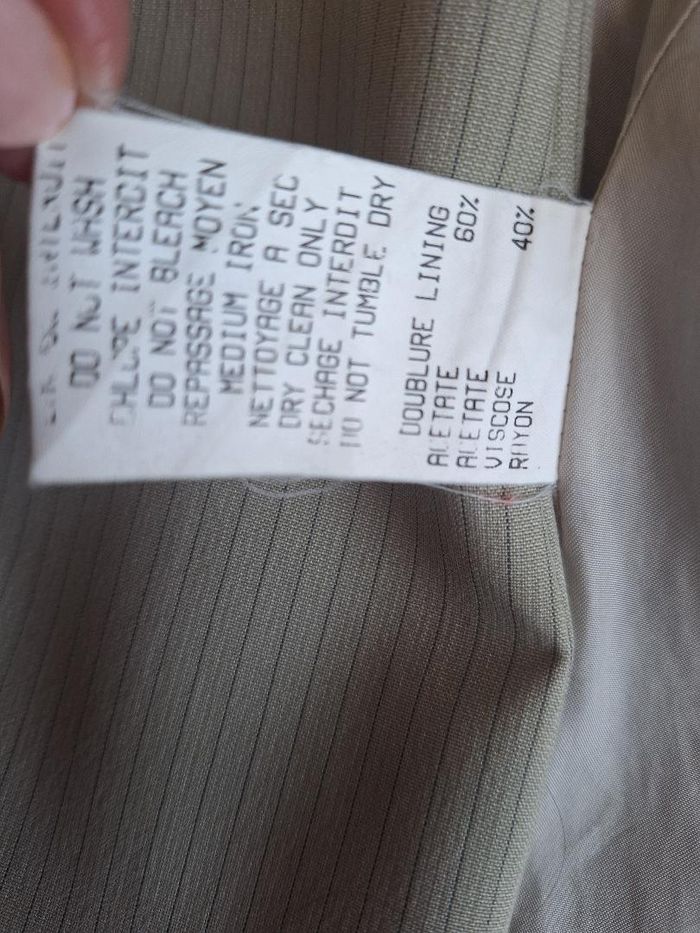 DO NOT WASH
CHLORE INTERDIT
DO NOT BLEACH
REPASSAGE MOYEN
MEDIUM IRON
NETTOYAGE A SEC
DRY CLEAN ONLY
SECHAGE INTERDIT
DO NOT TUMBLE DRY
DOUBLURE LINING
ACETATE 60%
ACETATE
VISCOSE 40%
RAYON